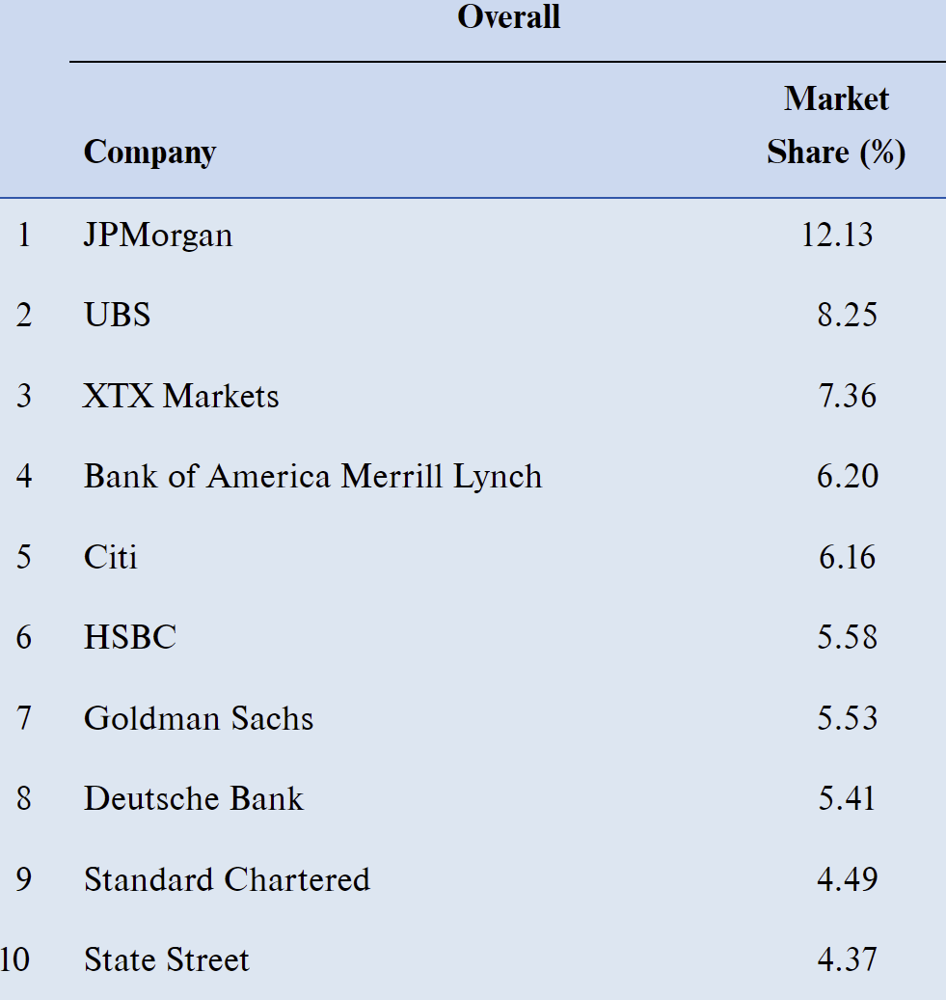 Overall
Market
Company Share (%)
1 JPMorgan 12.13
2 UBS 8.25
3 XTX Markets 7.36
4 Bank of America Merrill Lynch 6.20
5 Citi 6.16
6 HSBC 5.58
7 Goldman Sachs 5.53
8 Deutsche Bank 5.41
9 Standard Chartered 4.49
10 State Street 4.37